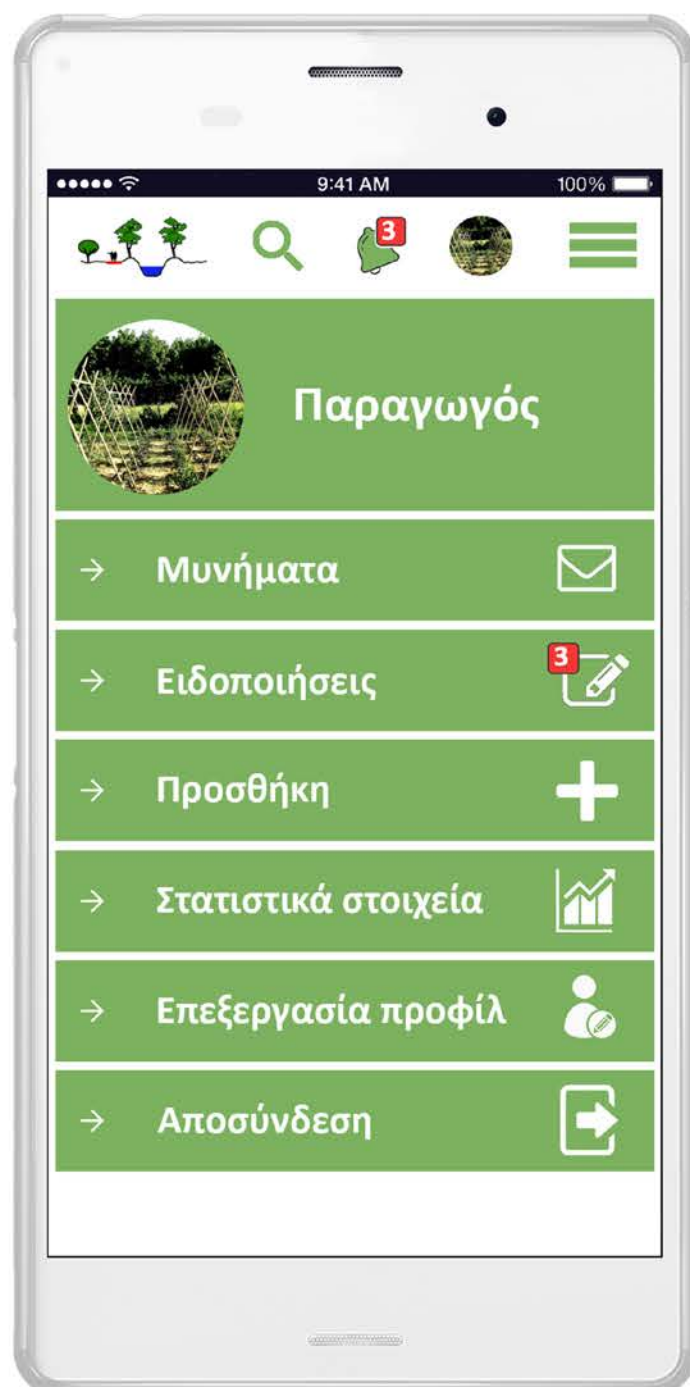 9:41 AM 100%
3
Παραγωγός
Μυνήματα
Ειδοποιήσεις 3
Προσθήκη
Στατιστικά στοιχεία
Επεξεργασία προφίλ
Αποσύνδεση